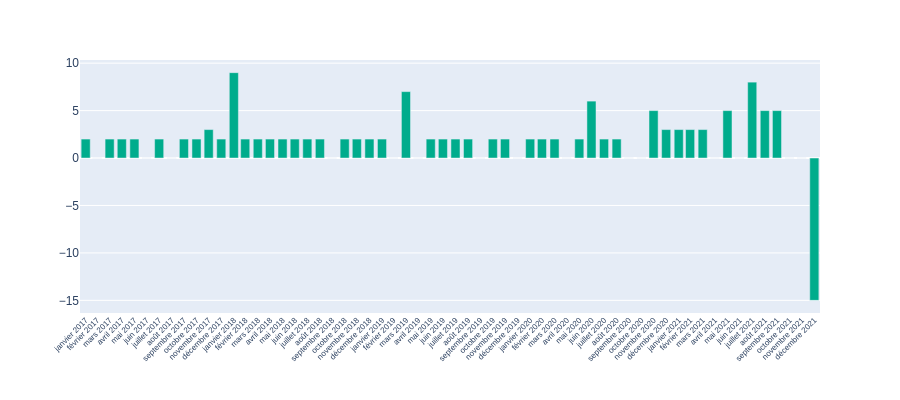 10
5
0
−5
−10
−15
janvier 2017
février 2017
mars 2017
avril 2017
mai 2017
juin 2017
juillet 2017
août 2017
septembre 2017
octobre 2017
novembre 2017
décembre 2017
janvier 2018
février 2018
mars 2018
avril 2018
mai 2018
juin 2018
juillet 2018
août 2018
septembre 2018
octobre 2018
novembre 2018
décembre 2018
janvier 2019
février 2019
mars 2019
avril 2019
mai 2019
juin 2019
juillet 2019
août 2019
septembre 2019
octobre 2019
novembre 2019
décembre 2019
janvier 2020
février 2020
mars 2020
avril 2020
mai 2020
juin 2020
juillet 2020
août 2020
septembre 2020
octobre 2020
novembre 2020
décembre 2020
janvier 2021
février 2021
mars 2021
avril 2021
mai 2021
juin 2021
juillet 2021
août 2021
septembre 2021
octobre 2021
novembre 2021
décembre 2021